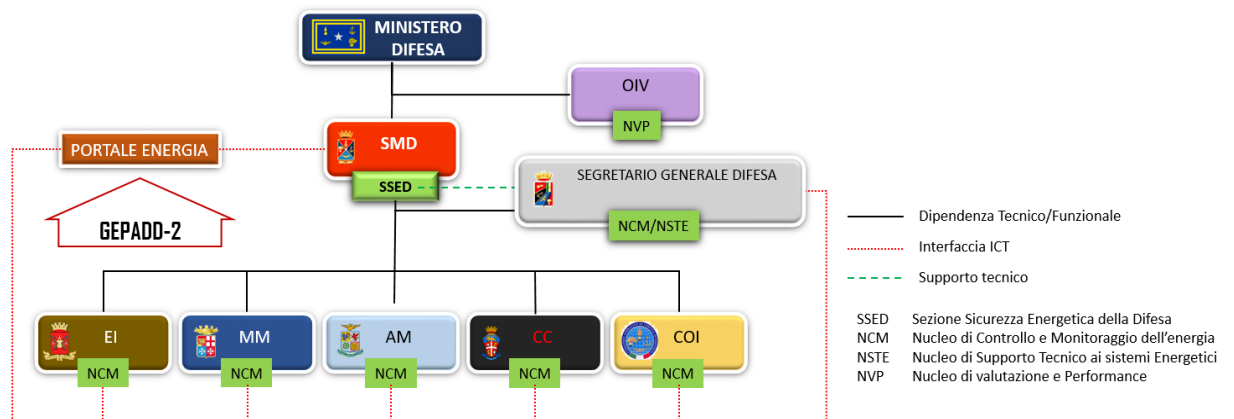 MINISTERO
DIFESA
OIV
NVP
PORTALE ENERGIA
SMD
SSED
SEGRETARIO GENERALE DIFESA
NCM/NSTE
GEPADD-2
Dipendenza Tecnico/Funzionale
Interfaccia ICT
Supporto tecnico
EI
MM
AM
CC
COI
NCM
NCM
NCM
NCM
NCM
SSED Sezione Sicurezza Energetica della Difesa
NCM Nucleo di Controllo e Monitoraggio dell'energia
NSTE Nucleo di Supporto Tecnico ai sistemi Energetici
NVP Nucleo di valutazione e Performance